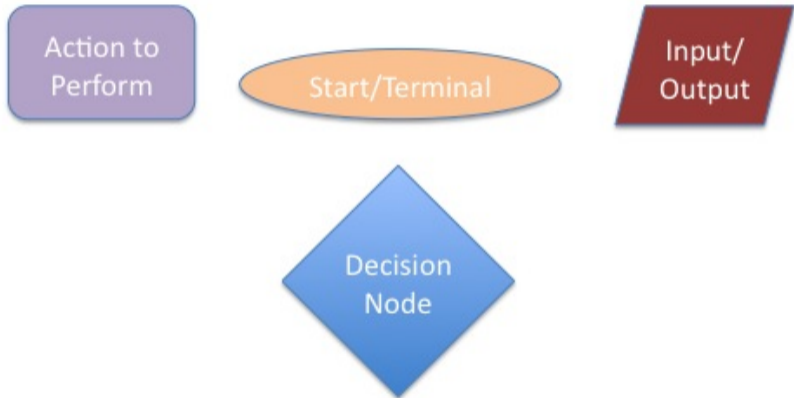 Action to
Perform
Start/Terminal
Input/
Output
Decision
Node